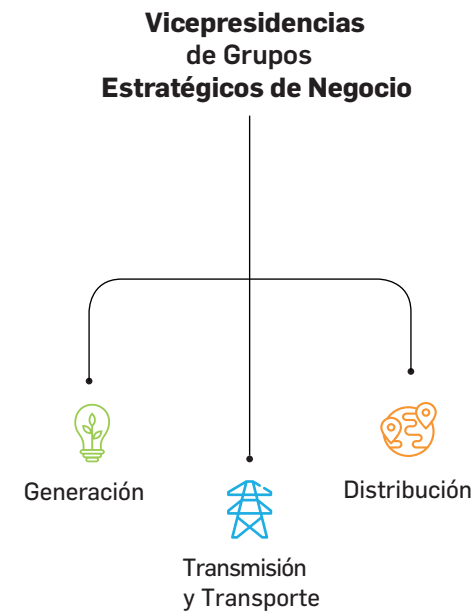 Vicepresidencias
de Grupos
Estratégicos de Negocio
Generación
Distribución
Transmisión
y Transporte